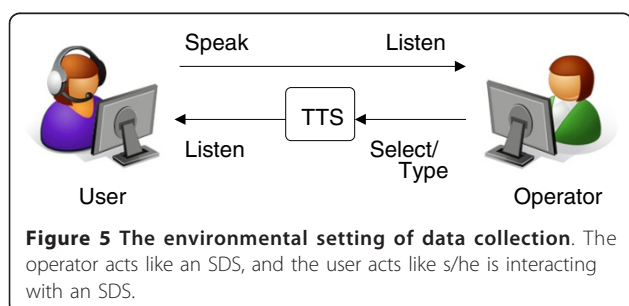 Speak Listen
TTS
Listen Select/
Type
User Operator
Figure 5 The environmental setting of data collection. The
operator acts like an SDS, and the user acts like s/he is interacting
with an SDS.